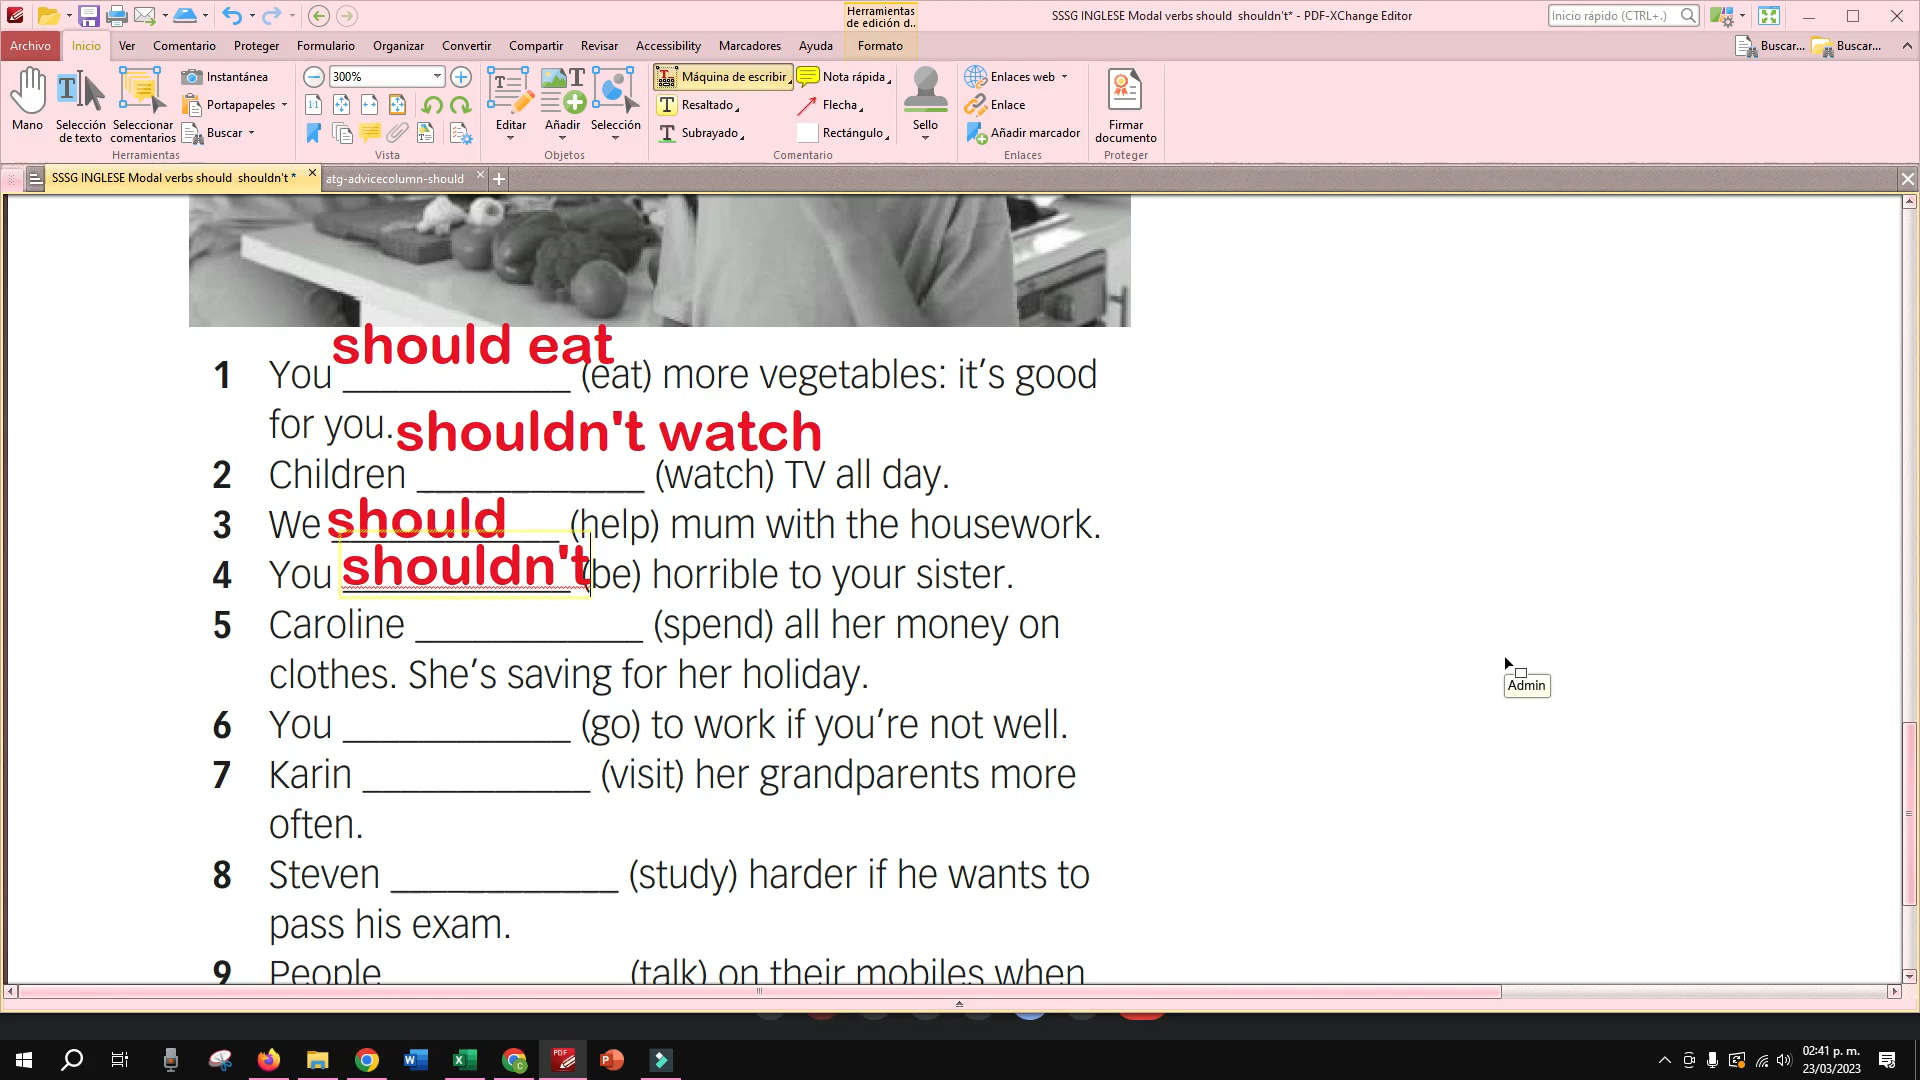 Herramientas
de edición d..
SSSG INGLESE Modal verbs should  shouldn't* - PDF-XChange Editor
Inicio rápido (CTRL+.)
Archivo
Inicio
Ver
Comentario
Proteger
Formulario
Organizar
Convertir
Compartir
Revisar
Accessibility
Marcadores
Ayuda
Formato
Buscar...
Buscar...
Mano
Selección
de texto
Seleccionar
comentarios
Instantánea
Portapapeles
Buscar
Herramientas
300%
Vista
Editar
Añadir
Selección
Objetos
Máquina de escribir
Nota rápida
Resaltado
Flecha
Subrayado
Rectángulo
Sello
Comentario
Enlaces web
Enlace
Añadir marcador
Enlaces
Firmar
documento
Proteger
SSSG INGLESE Modal verbs should  shouldn't *
atg-advicecolumn-should
should eat
1 You ____________ (eat) more vegetables: it's good
for you.
shouldn't watch
2 Children ____________ (watch) TV all day.
should
3 We ____________ (help) mum with the housework.
shouldn't
4 You ____________ (be) horrible to your sister.
5 Caroline ____________ (spend) all her money on
clothes. She's saving for her holiday.
6 You ____________ (go) to work if you're not well.
7 Karin ____________ (visit) her grandparents more
often.
8 Steven ____________ (study) harder if he wants to
pass his exam.
9 People ____________ (talk) on their mobiles when
Admin
02:41 p. m.
23/03/2023